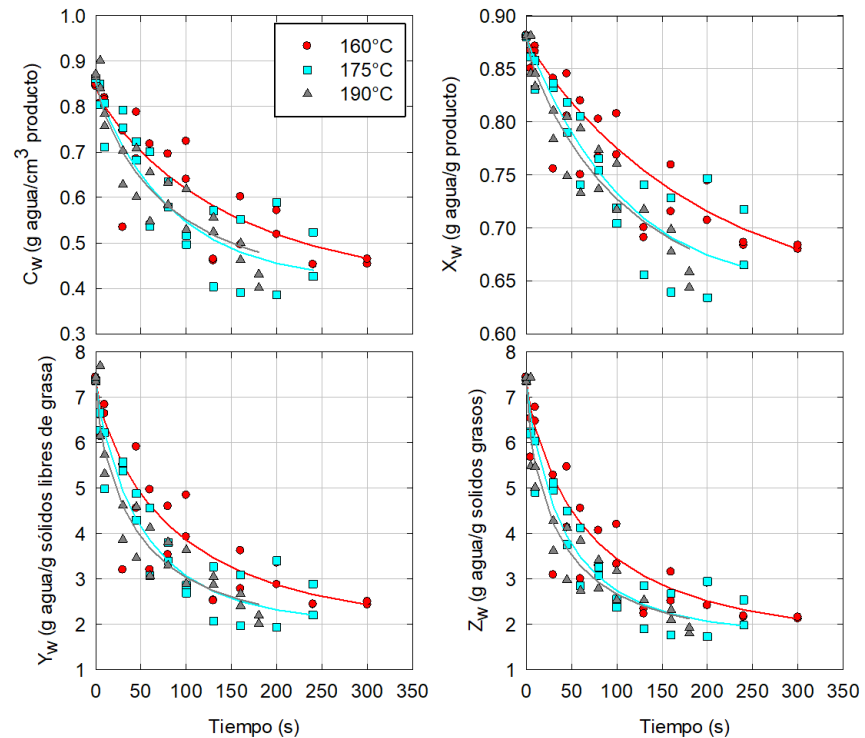 1.0
0.9
0.8
0.7
0.6
0.5
0.4
0.3
C_W (g agua/cm³ producto)
160°C
175°C
190°C
0.90
0.85
0.80
0.75
0.70
0.65
0.60
X_W (g agua/g producto)
8
7
6
5
4
3
2
1
Y_W (g agua/g sólidos libres de grasa)
0 50 100 150 200 250 300 350
Tiempo (s)
8
7
6
5
4
3
2
1
Z_W (g agua/g solidos grasos)
0 50 100 150 200 250 300 350
Tiempo (s)